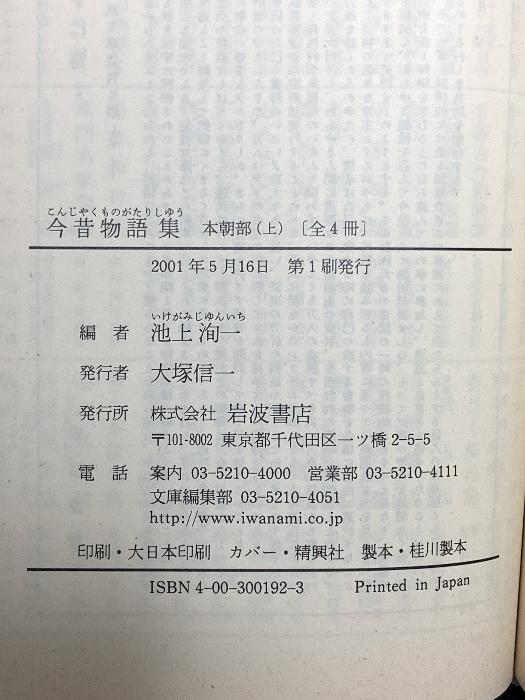 こんじゃくものがたりしゅう
今昔物語集 本朝部(上) 〔全4冊〕
2001年5月16日 第1刷発行
いけがみじゅんいち
編者 池上洵一
発行者 大塚信一
発行所 株式会社 岩波書店
〒101-8002 東京都千代田区一ツ橋2-5-5
電話 案内 03-5210-4000 営業部 03-5210-4111
文庫編集部 03-5210-4051
http://www.iwanami.co.jp
印刷・大日本印刷 カバー・精興社 製本・桂川製本
ISBN 4-00-300192-3 Printed in Japan